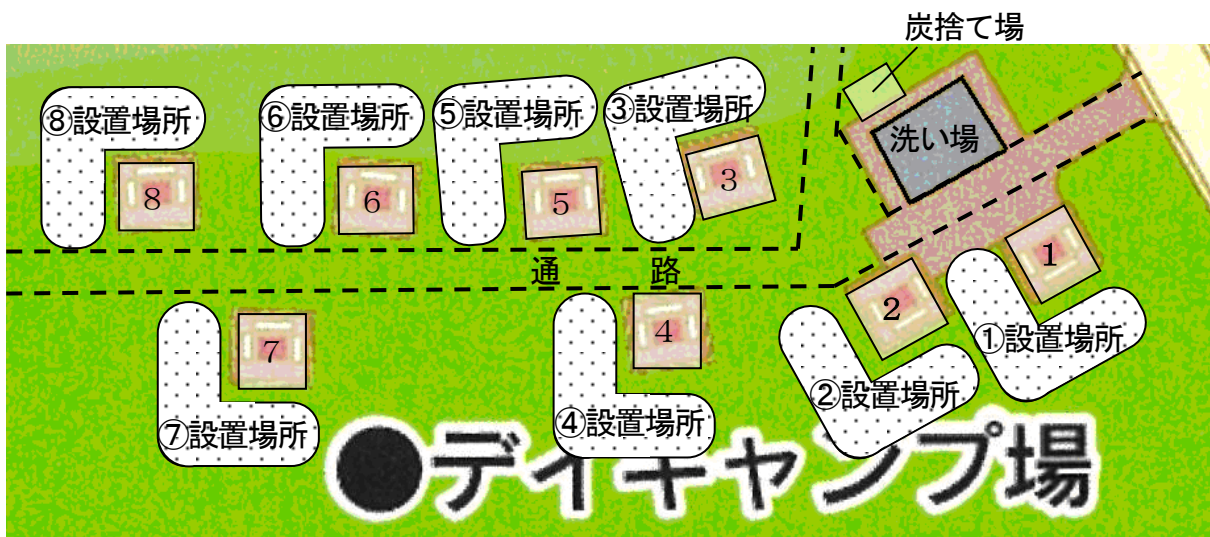 炭捨て場
⑧設置場所
⑥設置場所
⑤設置場所
③設置場所
洗い場
8
6
5
3
1
通路
2
7
4
①設置場所
②設置場所
⑦設置場所
④設置場所
●デイキャンプ場